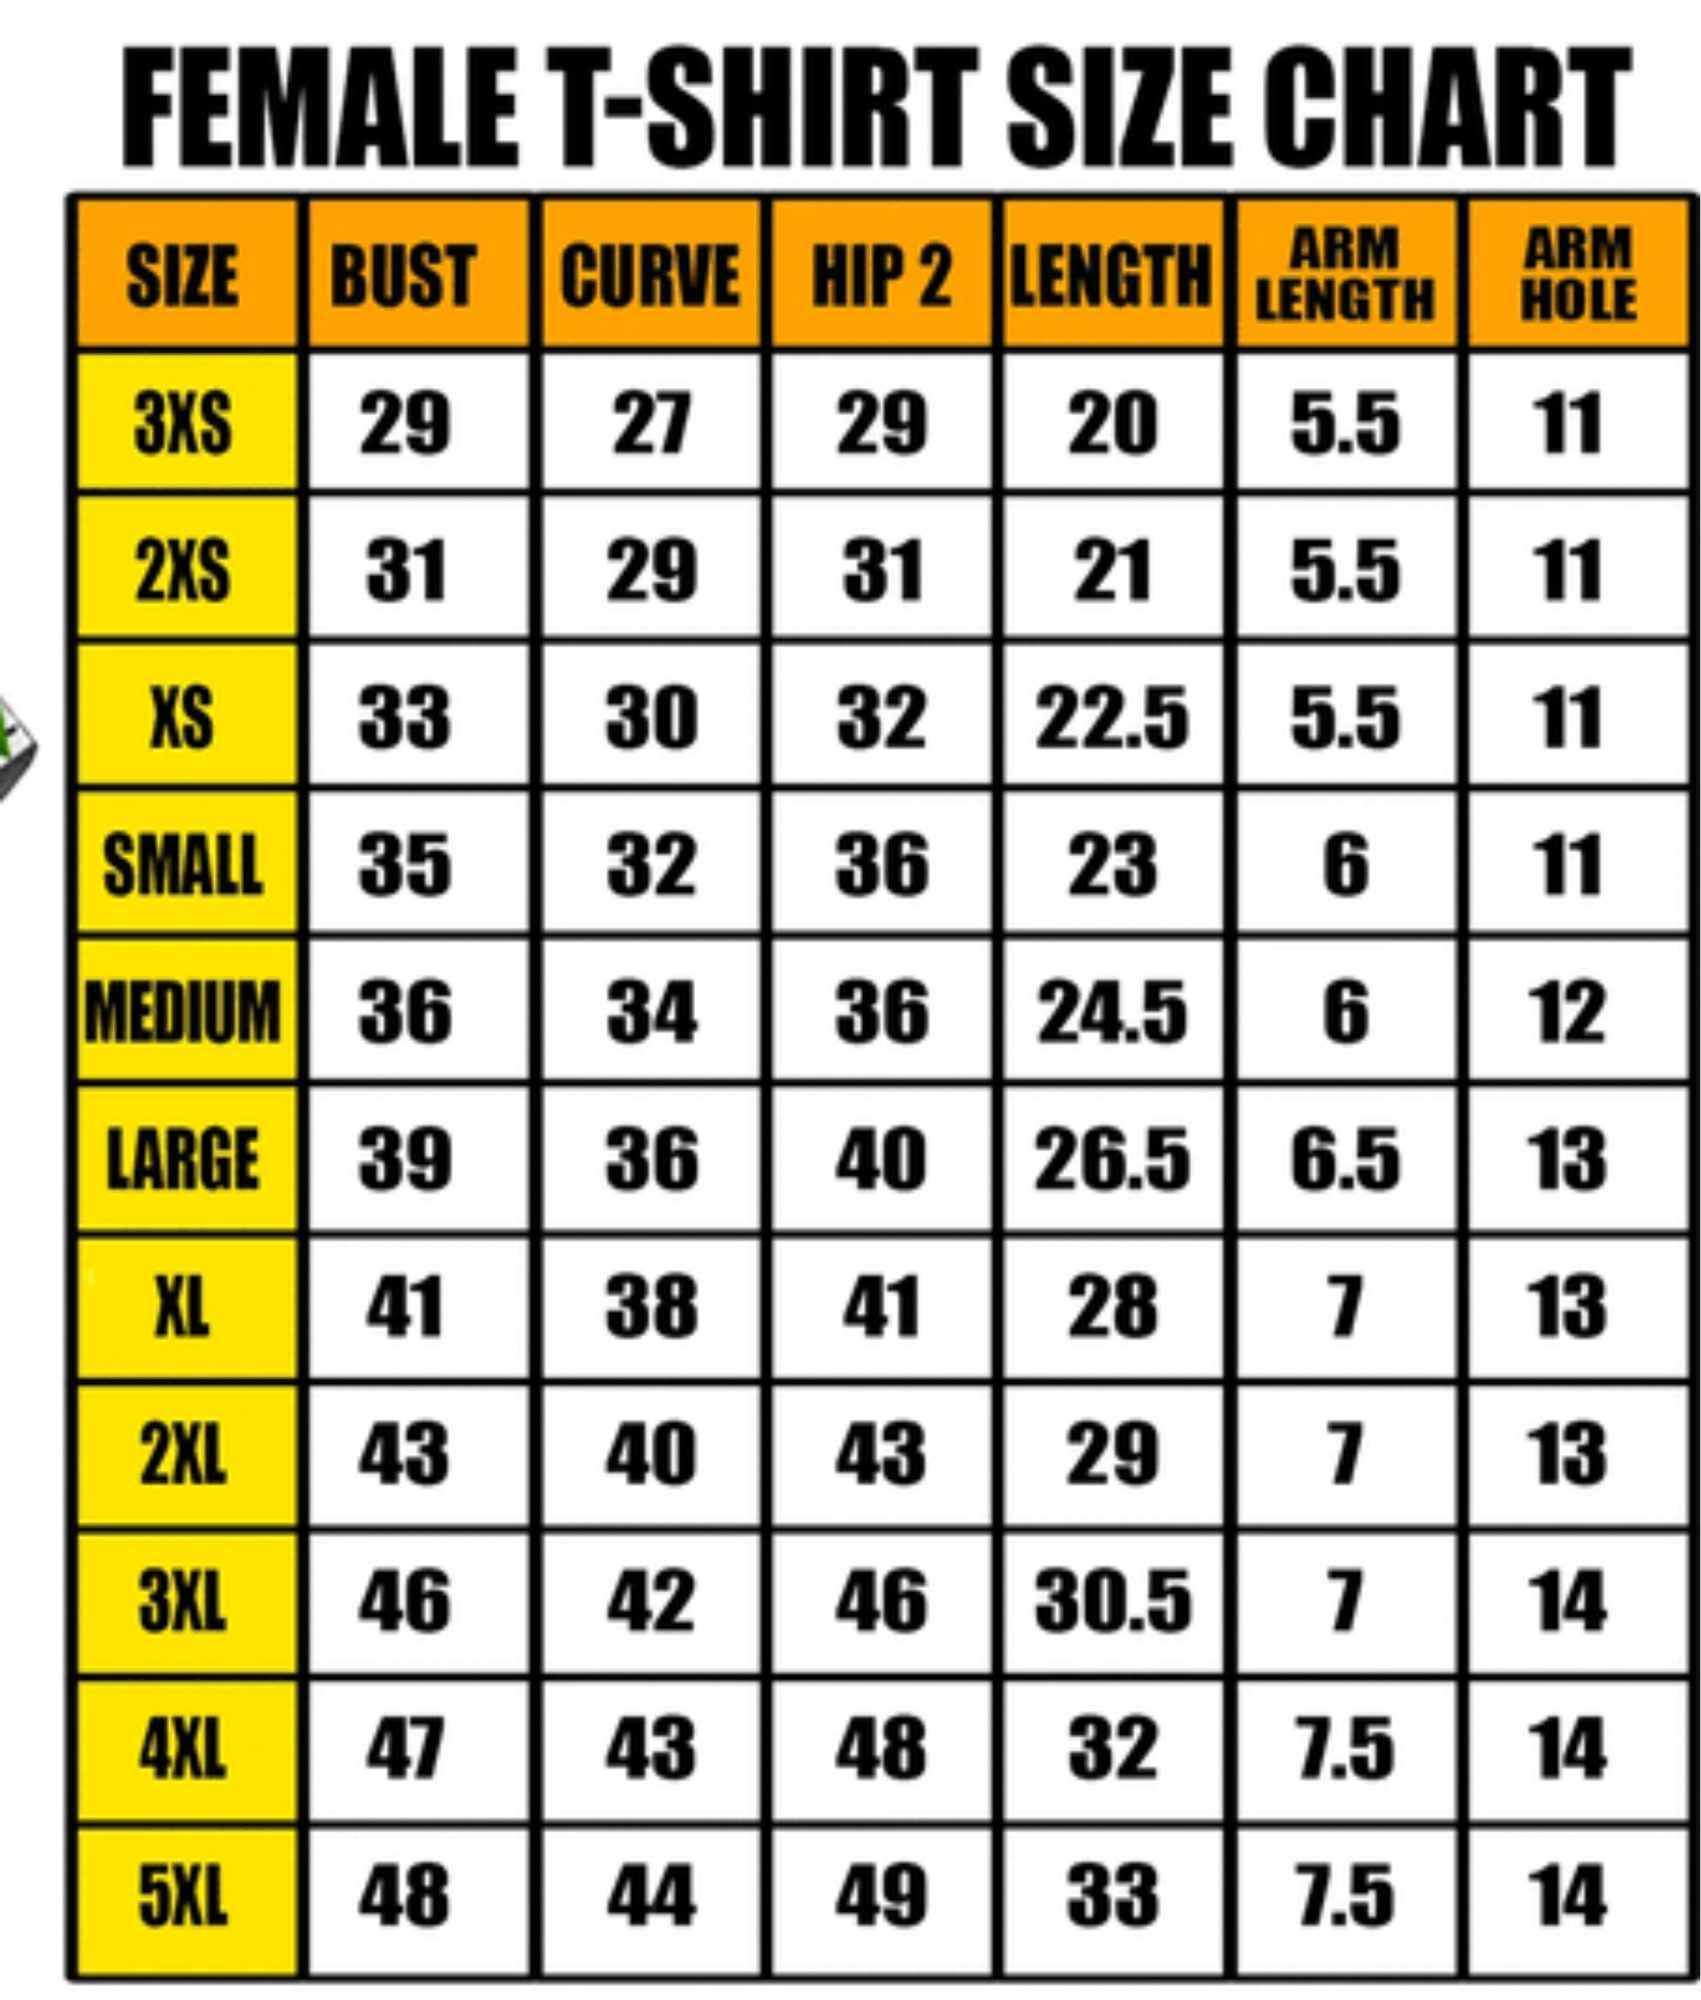 FEMALE T-SHIRT SIZE CHART
SIZE BUST CURVE HIP 2 LENGTH ARM LENGTH ARM HOLE
3XS 29 27 29 20 5.5 11
2XS 31 29 31 21 5.5 11
XS 33 30 32 22.5 5.5 11
SMALL 35 32 36 23 6 11
MEDIUM 36 34 36 24.5 6 12
LARGE 39 36 40 26.5 6.5 13
XL 41 38 41 28 7 13
2XL 43 40 43 29 7 13
3XL 46 42 46 30.5 7 14
4XL 47 43 48 32 7.5 14
5XL 48 44 49 33 7.5 14